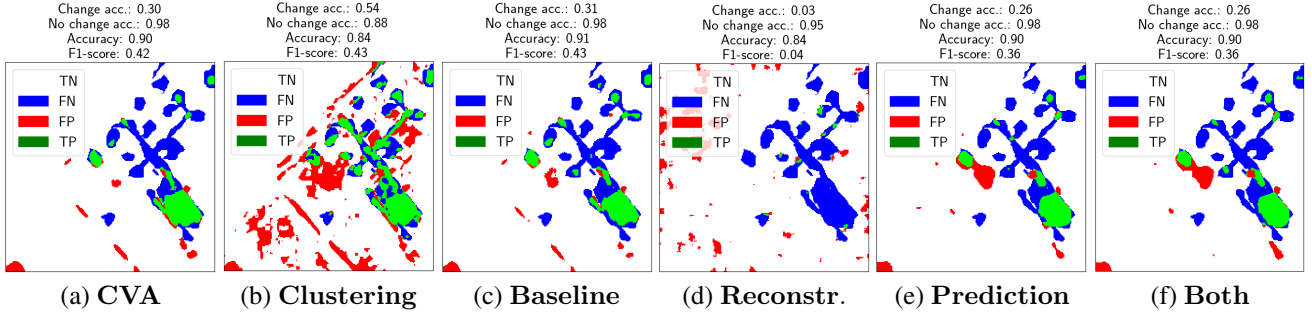 Change acc.: 0.30
No change acc.: 0.98
Accuracy: 0.90
F1-score: 0.42
TN
FN
FP
TP
(a) CVA
Change acc.: 0.54
No change acc.: 0.88
Accuracy: 0.84
F1-score: 0.43
TN
FN
FP
TP
(b) Clustering
Change acc.: 0.31
No change acc.: 0.98
Accuracy: 0.91
F1-score: 0.43
TN
FN
FP
TP
(c) Baseline
Change acc.: 0.03
No change acc.: 0.95
Accuracy: 0.84
F1-score: 0.04
TN
FN
FP
TP
(d) Reconstr.
Change acc.: 0.26
No change acc.: 0.98
Accuracy: 0.90
F1-score: 0.36
TN
FN
FP
TP
(e) Prediction
Change acc.: 0.26
No change acc.: 0.98
Accuracy: 0.90
F1-score: 0.36
TN
FN
FP
TP
(f) Both